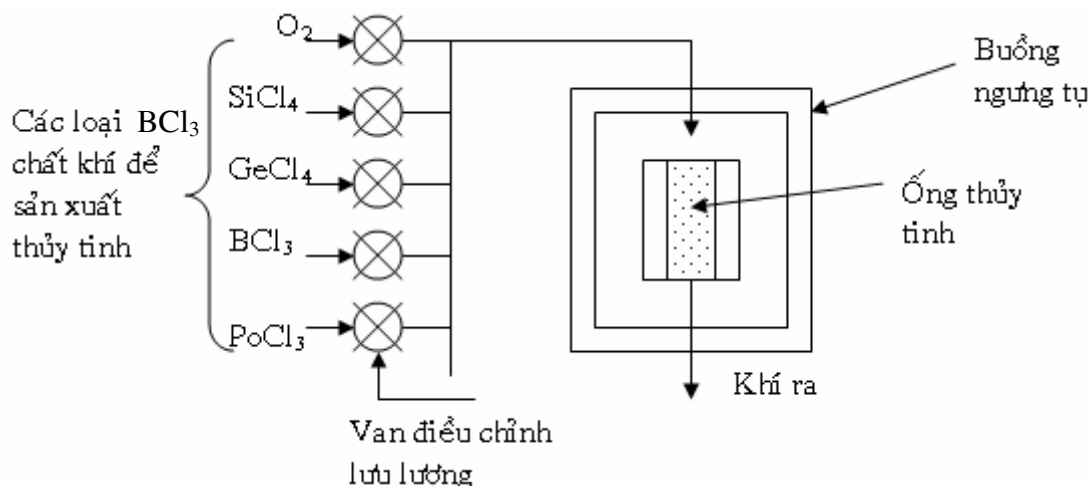 O₂
SiCl₄
GeCl₄
BCl₃
PoCl₃
Các loại BCl₃
chất khí để
sản xuất
thủy tinh
Van điều chỉnh
lưu lương
Buồng
ngưng tụ
Ống thủy
tinh
Khí ra